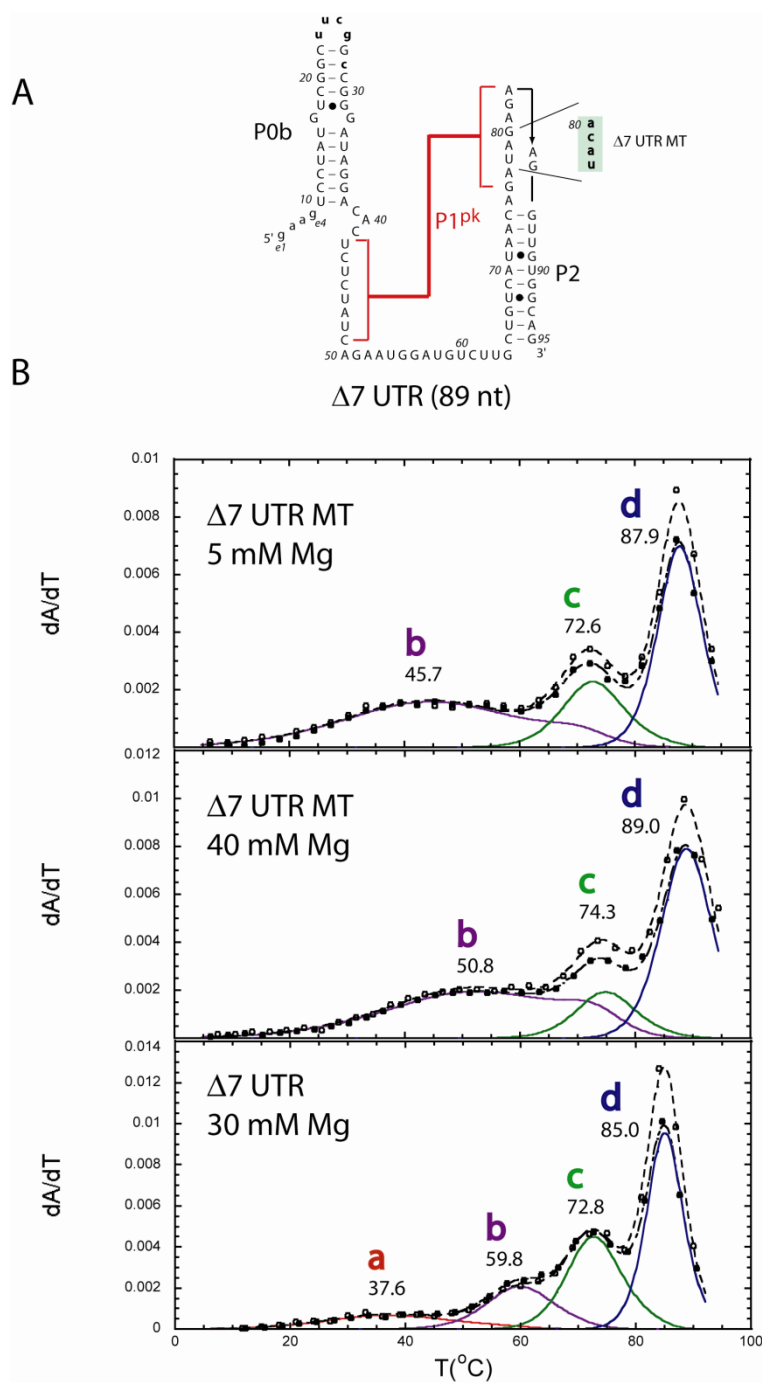 A
u c
u g
C G
G c
20 G C
C G 30
U G
G G
P0b
U A
A U
U A
C G
C G
10 U A
5' g a a g
e1 e4
C A C 40
U C U C U A U C
P1pk
50 A G A A U G G A U G U C U U G
60
A G A G A U A G A C A A U A C U G U C G
80
70
A G
G U U G U G G C A G
90
95
3'
P2
80 a c a u
Δ7 UTR MT
Δ7 UTR (89 nt)
B
Δ7 UTR MT
5 mM Mg
b
45.7
c
72.6
d
87.9
0.01
0.008
0.006
0.004
0.002
dA/dT
Δ7 UTR MT
40 mM Mg
b
50.8
c
74.3
d
89.0
0.012
0.01
0.008
0.006
0.004
0.002
dA/dT
Δ7 UTR
30 mM Mg
a
37.6
b
59.8
c
72.8
d
85.0
0.014
0.012
0.01
0.008
0.006
0.004
0.002
0
dA/dT
0 20 40 60 80 100
T(°C)